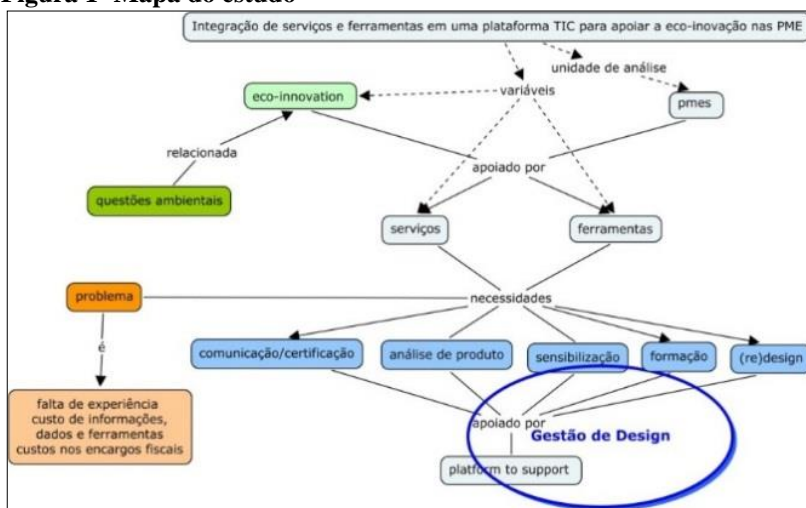 Figura 1- Mapa do estudo
Integração de serviços e ferramentas em uma plataforma TIC para apoiar a eco-inovação nas PME
unidade de análise
eco-innovation
variáveis
pmes
relacionada
apoiado por
questões ambientais
serviços
ferramentas
problema
necessidades
é
comunicação/certificação
análise de produto
sensibilização
formação
(re)design
falta de experiência
custo de informações,
dados e ferramentas
custos nos encargos fiscais
apoiado por
Gestão de Design
platform to support